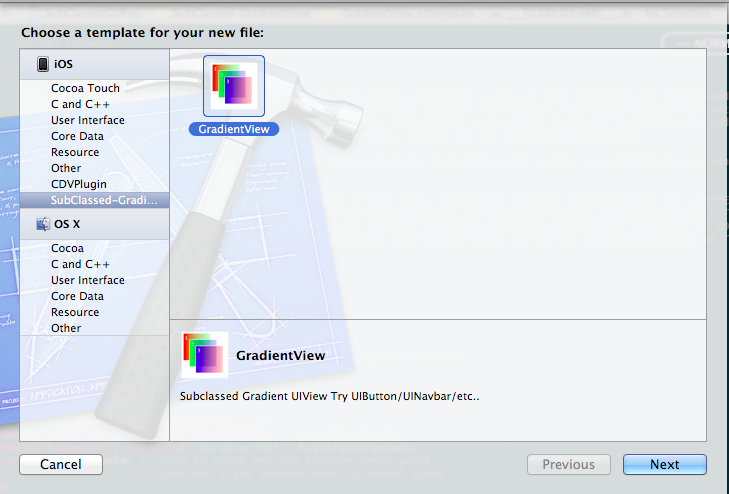 Choose a template for your new file:
iOS
Cocoa Touch
C and C++
User Interface
Core Data
Resource
Other
CDVPlugin
SubClassed-Gradi...
OS X
Cocoa
C and C++
User Interface
Core Data
Resource
Other
GradientView
GradientView
Subclassed Gradient UIView Try UIButton/UINavbar/etc..
Cancel
Previous
Next